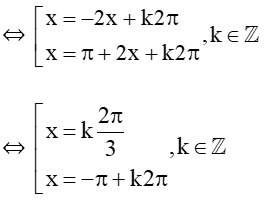 ⇔ [ x = −2x + k2π
x = π + 2x + k2π , k ∈ ℤ
⇔ [ x = k 2π/3
x = −π + k2π , k ∈ ℤ